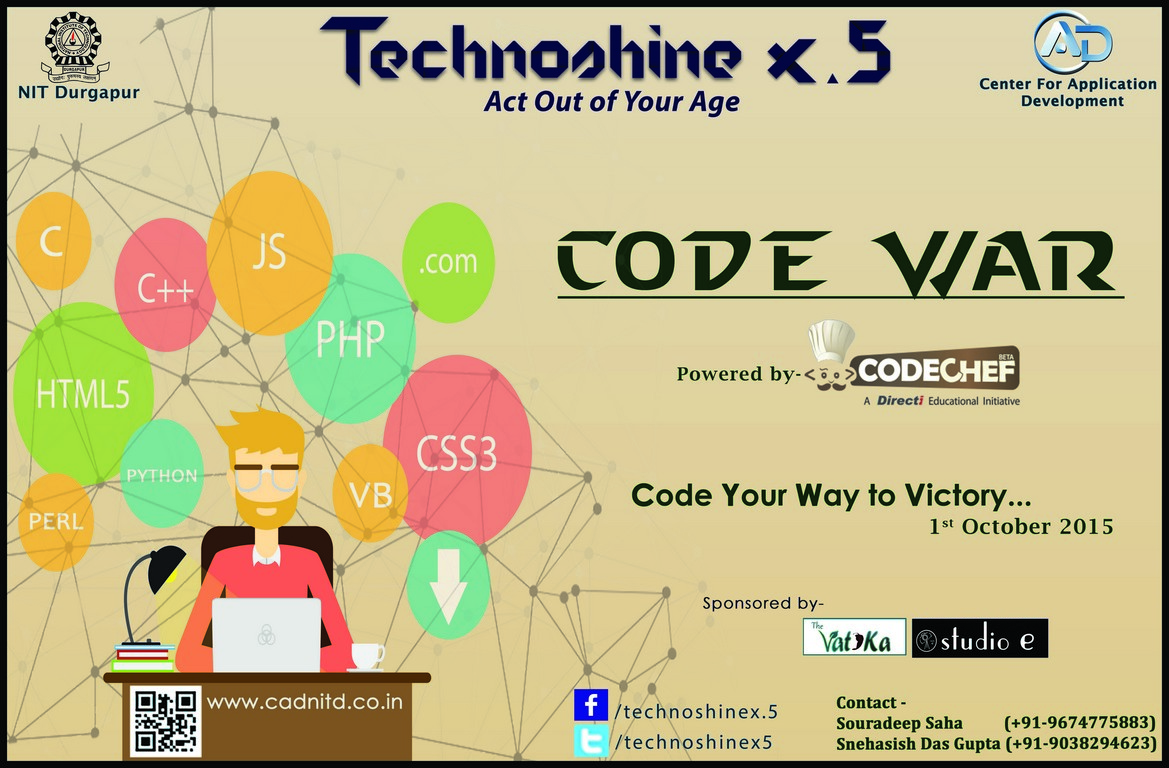 NIT Durgapur
Technoshine x.5
Act Out of Your Age
AD
Center For Application
Development
C
C++
JS
.com
PHP
HTML5
CSS3
PYTHON
VB
PERL
CODE WAR
Powered by-
CODECHEF
BETA
A Directi Educational Initiative
Code Your Way to Victory...
1st October 2015
Sponsored by-
The
Vatika
studio e
www.cadnitd.co.in
/technoshinex.5
/technoshinex5
Contact -
Souradeep Saha (+91-9674775883)
Snehasish Das Gupta (+91-9038294623)